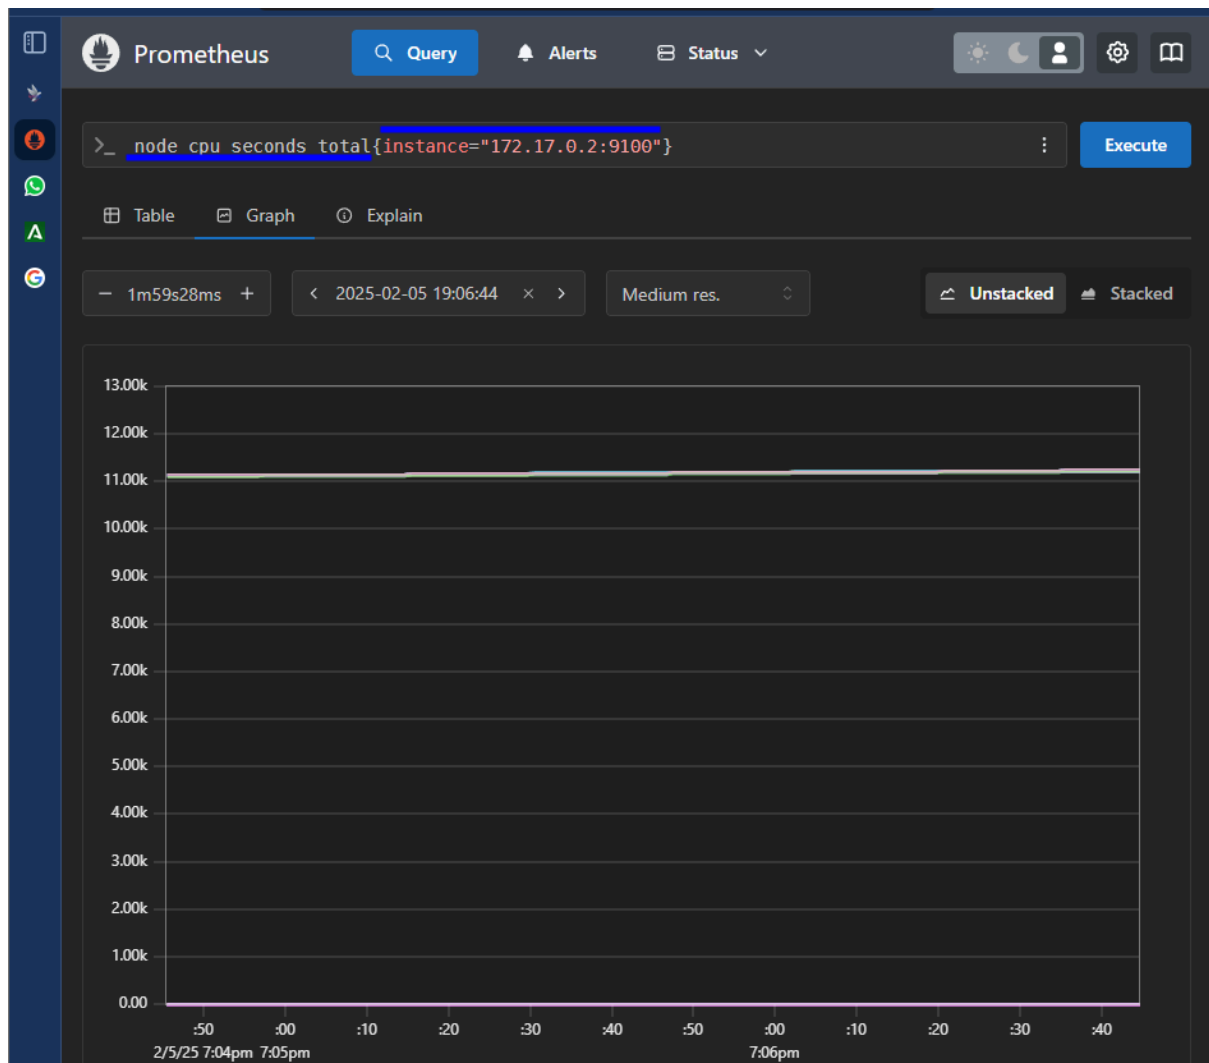 Prometheus Query Alerts Status
>_ node_cpu_seconds_total{instance="172.17.0.2:9100"} Execute
Table Graph Explain
− 1m59s28ms + < 2025-02-05 19:06:44 × > Medium res. Unstacked Stacked
13.00k
12.00k
11.00k
10.00k
9.00k
8.00k
7.00k
6.00k
5.00k
4.00k
3.00k
2.00k
1.00k
0.00
:50 :00 :10 :20 :30 :40 :50 :00 :10 :20 :30 :40
2/5/25 7:04pm 7:05pm 7:06pm